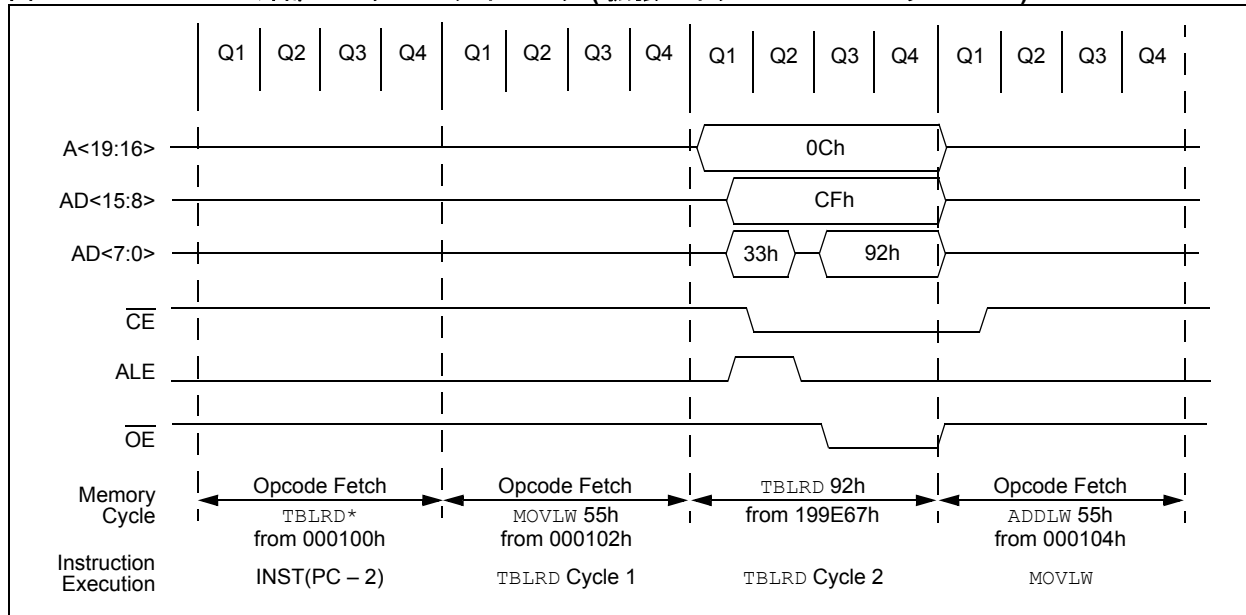 Q1 Q2 Q3 Q4 Q1 Q2 Q3 Q4 Q1 Q2 Q3 Q4 Q1 Q2 Q3 Q4
A<19:16>
0Ch
AD<15:8>
CFh
AD<7:0>
33h
92h
CE
ALE
OE
Memory
Cycle
Opcode Fetch
TBLRD*
from 000100h
Opcode Fetch
MOVLW 55h
from 000102h
TBLRD 92h
from 199E67h
Opcode Fetch
ADDLW 55h
from 000104h
Instruction
Execution
INST(PC – 2)
TBLRD Cycle 1
TBLRD Cycle 2
MOVLW